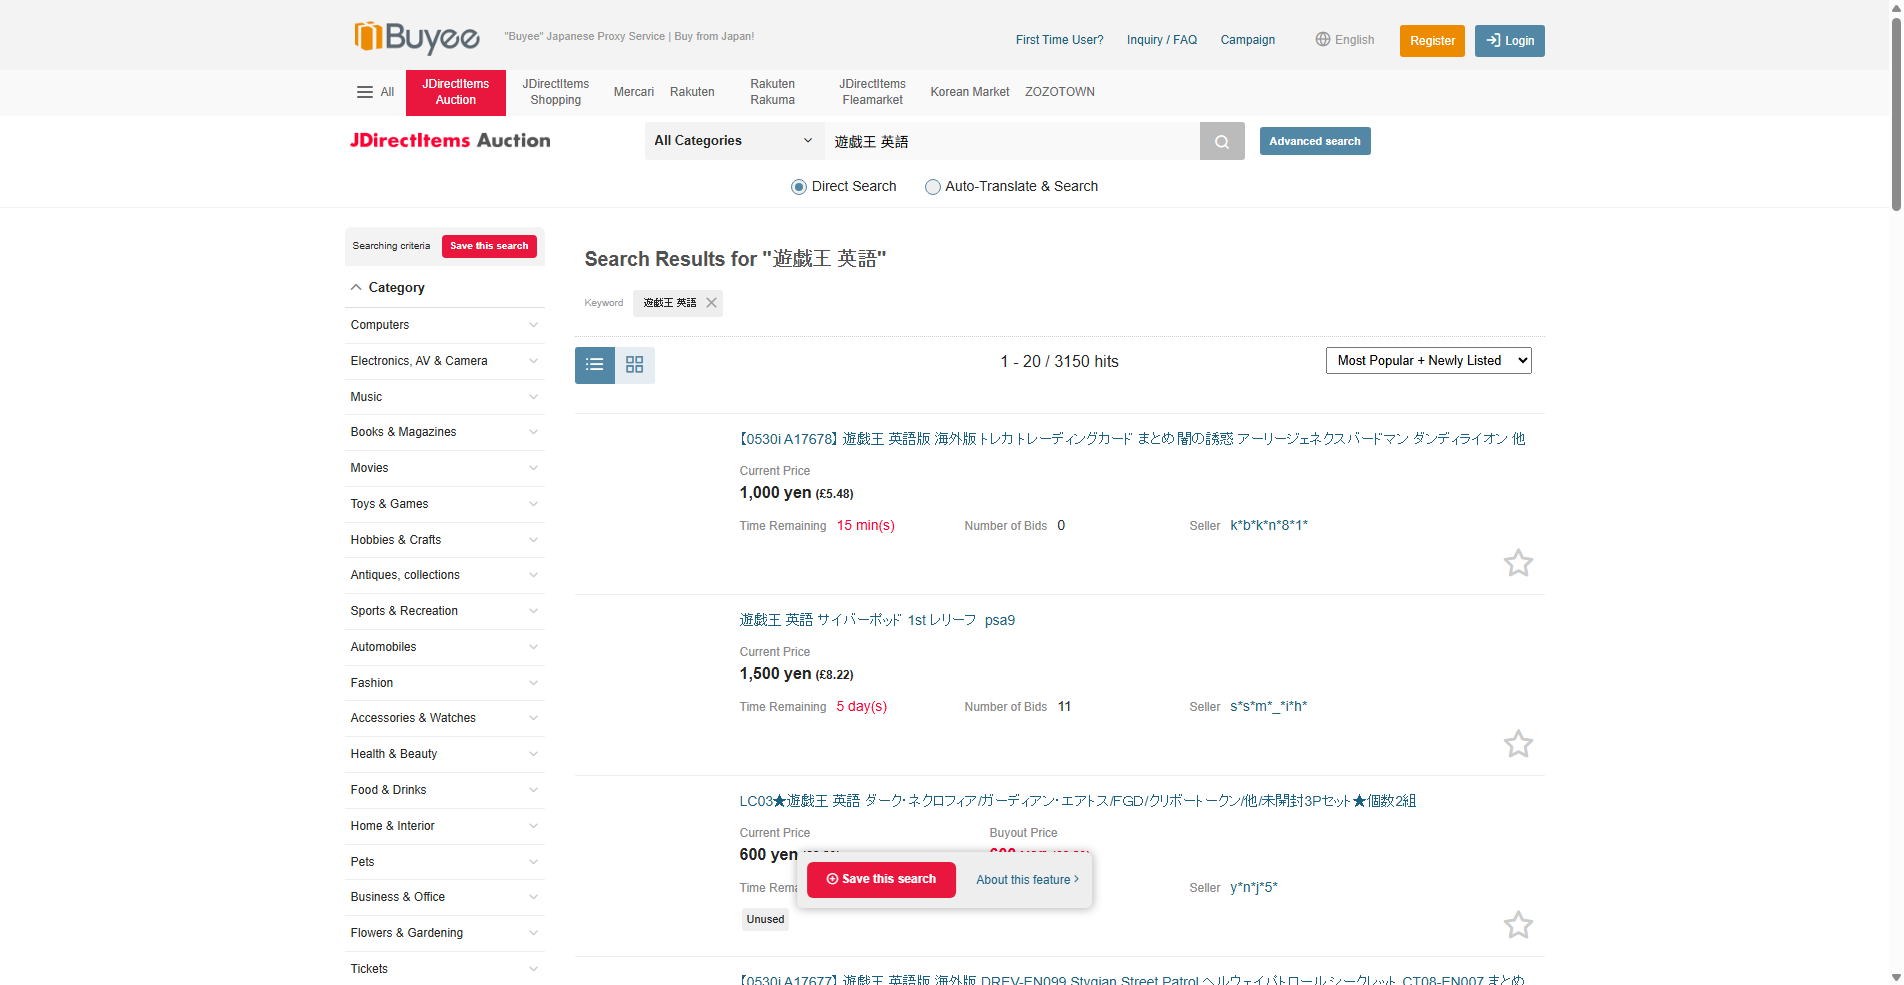 Buyee
"Buyee" Japanese Proxy Service | Buy from Japan!
First Time User?
Inquiry / FAQ
Campaign
English
Register
Login
All
JDirectItems Auction
JDirectItems Shopping
Mercari
Rakuten
Rakuten Rakuma
JDirectItems Fleamarket
Korean Market
ZOZOTOWN
JDirectItems Auction
All Categories
遊戯王 英語
Advanced search
Direct Search
Auto-Translate & Search
Searching criteria
Save this search
Category
Computers
Electronics, AV & Camera
Music
Books & Magazines
Movies
Toys & Games
Hobbies & Crafts
Antiques, collections
Sports & Recreation
Automobiles
Fashion
Accessories & Watches
Health & Beauty
Food & Drinks
Home & Interior
Pets
Business & Office
Flowers & Gardening
Tickets
Search Results for "遊戯王 英語"
Keyword
遊戯王 英語
1 - 20 / 3150 hits
Most Popular + Newly Listed
【0530i A17678】 遊戯王 英語版 海外版 トレカ トレーディングカード まとめ 闇の誘惑 アーリージェネクスバードマン ダンディライオン 他
Current Price
1,000 yen (£5.48)
Time Remaining 15 min(s)
Number of Bids 0
Seller k*b*k*n*8*1*
遊戯王 英語 サイバーポッド 1st レリーフ psa9
Current Price
1,500 yen (£8.22)
Time Remaining 5 day(s)
Number of Bids 11
Seller s*s*m*_*i*h*
LC03★遊戯王 英語 ダーク・ネクロフィア/ガーディアン・エアトス/FGD/クリボートークン/他/未開封3Pセット★個数2組
Current Price
600 yen
Buyout Price
Time Rema
Seller y*n*j*5*
Unused
Save this search
About this feature
【0530i A17677】 遊戯王 英語版 海外版 DREV-EN099 Stygian Street Patrol ヘルウェイパトロール シークレット CT08-EN007 まとめ